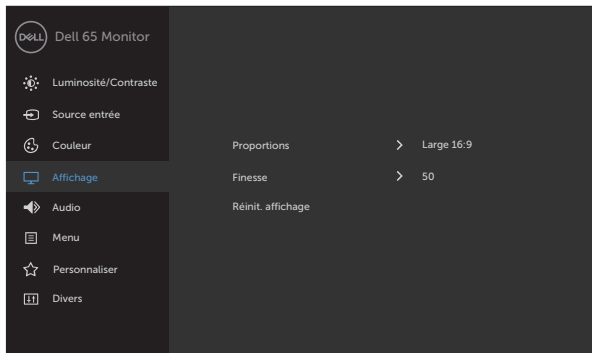 DELL
Dell 65 Monitor
Luminosité/Contraste
Source entrée
Couleur
Affichage
Audio
Menu
Personnaliser
Divers
Proportions > Large 16:9
Finesse > 50
Réinit. affichage